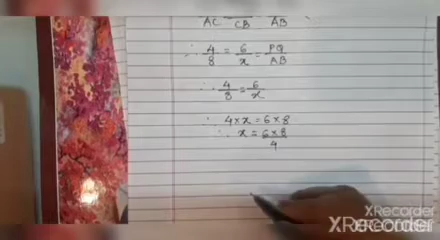 AC CB AB
∴ 4/8 = 6/x = PQ/AB
∴ 4/8 = 6/x
∴ 4 × x = 6 × 8
∴ x = 6 × 8/4
XRecorder
XRecorder